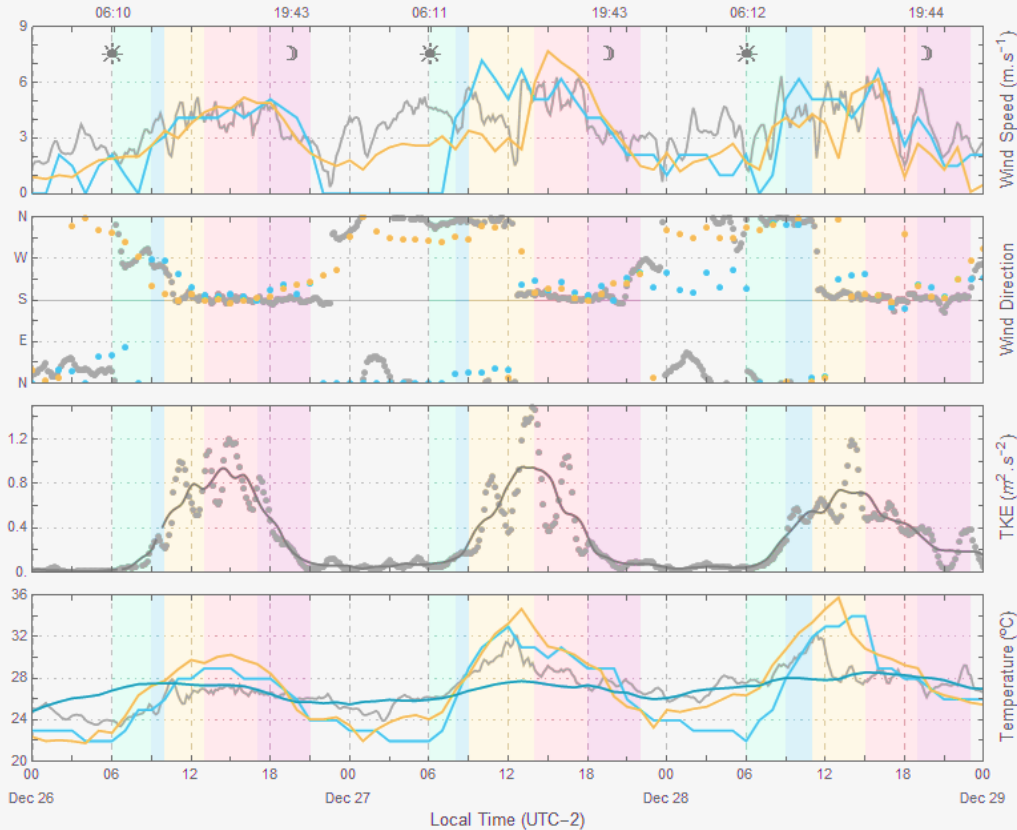 06:10 19:43 06:11 19:43 06:12 19:44
9
6
3
0
Wind Speed (m.s⁻¹)
N
W
S
E
N
Wind Direction
1.2
0.8
0.4
0.
TKE (m².s⁻²)
36
32
28
24
20
Temperature (ºC)
00 06 12 18 00 06 12 18 00 06 12 18 00
Dec 26 Dec 27 Dec 28 Dec 29
Local Time (UTC−2)